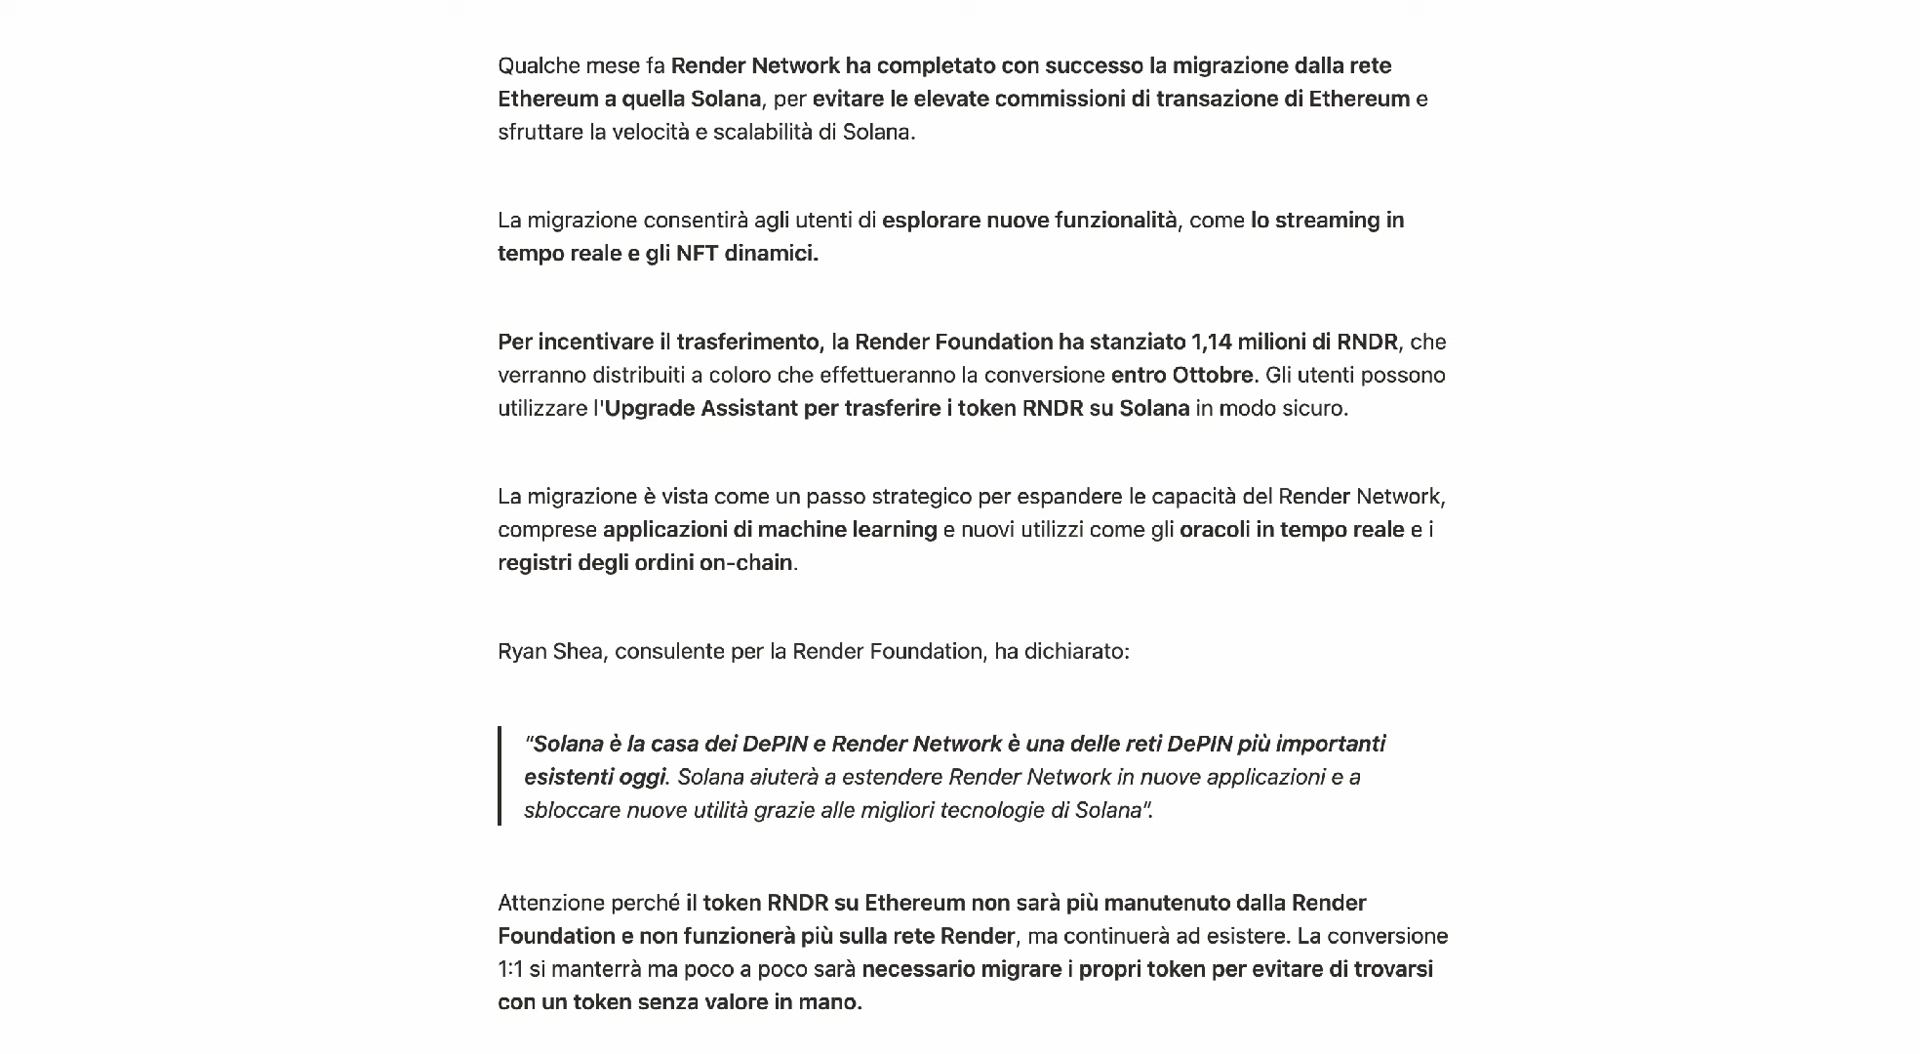 Qualche mese fa Render Network ha completato con successo la migrazione dalla rete
Ethereum a quella Solana, per evitare le elevate commissioni di transazione di Ethereum e
sfruttare la velocità e scalabilità di Solana.
La migrazione consentirà agli utenti di esplorare nuove funzionalità, come lo streaming in
tempo reale e gli NFT dinamici.
Per incentivare il trasferimento, la Render Foundation ha stanziato 1,14 milioni di RNDR, che
verranno distribuiti a coloro che effettueranno la conversione entro Ottobre. Gli utenti possono
utilizzare l'Upgrade Assistant per trasferire i token RNDR su Solana in modo sicuro.
La migrazione è vista come un passo strategico per espandere le capacità del Render Network,
comprese applicazioni di machine learning e nuovi utilizzi come gli oracoli in tempo reale e i
registri degli ordini on-chain.
Ryan Shea, consulente per la Render Foundation, ha dichiarato:
“Solana è la casa dei DePIN e Render Network è una delle reti DePIN più importanti
esistenti oggi. Solana aiuterà a estendere Render Network in nuove applicazioni e a
sbloccare nuove utilità grazie alle migliori tecnologie di Solana”.
Attenzione perché il token RNDR su Ethereum non sarà più manutenuto dalla Render
Foundation e non funzionerà più sulla rete Render, ma continuerà ad esistere. La conversione
1:1 si manterrà ma poco a poco sarà necessario migrare i propri token per evitare di trovarsi
con un token senza valore in mano.